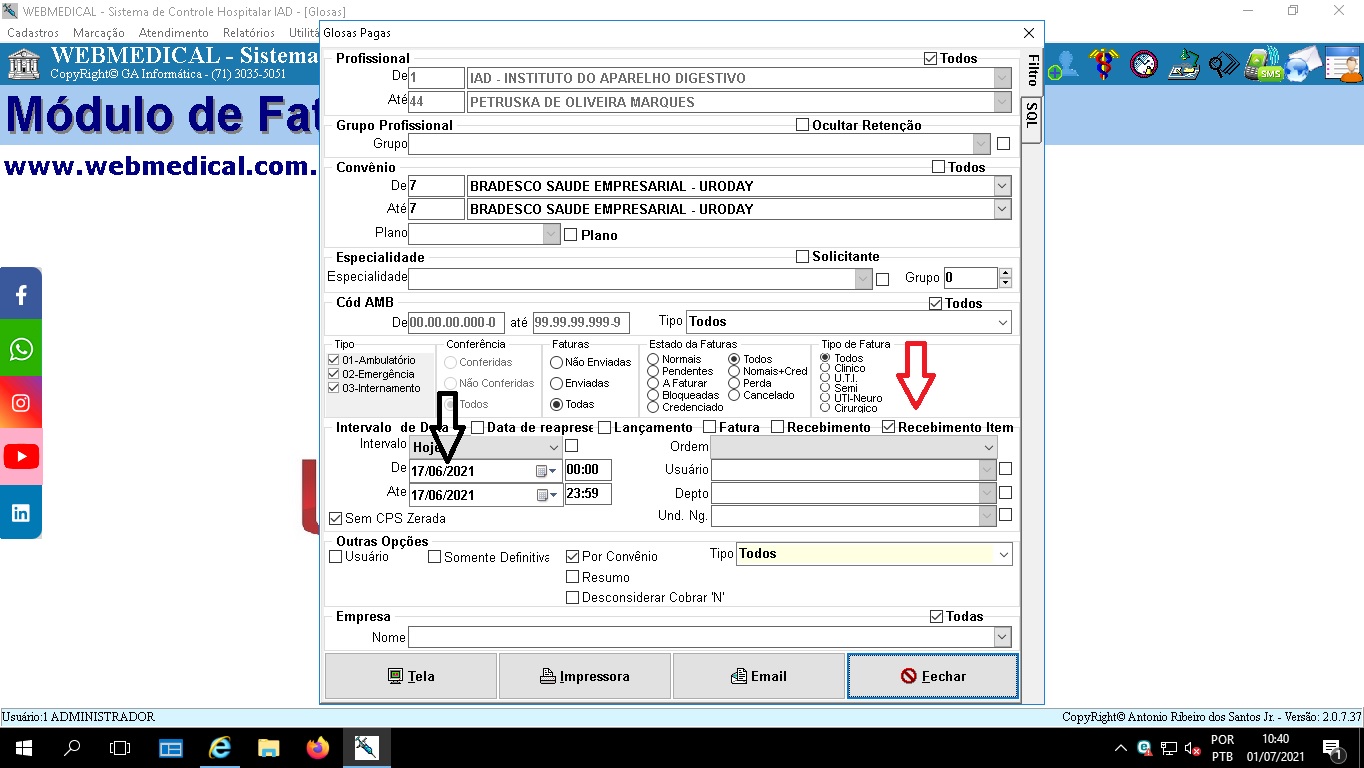 WEBMEDICAL - Sistema de Controle Hospitalar IAD - [Glosas]
Cadastros Marcação Atendimento Relatórios Utilitá
Glosas Pagas
WEBMEDICAL - Sistema
CopyRight© GA Informática - (71) 3035-5051
SMS
Módulo de Fat
www.webmedical.com.
Filtro
SQL
Profissional Todos
De 1 IAD - INSTITUTO DO APARELHO DIGESTIVO
Até 44 PETRUSKA DE OLIVEIRA MARQUES
Grupo Profissional Ocultar Retenção
Grupo
Convênio Todos
De 7 BRADESCO SAUDE EMPRESARIAL - URODAY
Até 7 BRADESCO SAUDE EMPRESARIAL - URODAY
Plano Plano
Especialidade Solicitante
Especialidade Grupo 0
Cód AMB Todos
De 00.00.00.000-0 até 99.99.99.999-9 Tipo Todos
Tipo
01-Ambulatório
02-Emergência
03-Internamento
Conferência
Conferidas
Não Conferidas
Todos
Faturas
Não Enviadas
Enviadas
Todas
Estado da Faturas
Normais Todos
Pendentes Nomais+Cred
A Faturar Perda
Bloqueadas Cancelado
Credenciado
Tipo de Fatura
Todos
Clínico
U.T.I.
Semi
UTI-Neuro
Cirurgico
Intervalo de Data Data de reaprese Lançamento Fatura Recebimento Recebimento Item
Intervalo Hoje Ordem
De 17/06/2021 00:00 Usuário
Ate 17/06/2021 23:59 Depto
Sem CPS Zerada Und. Ng.
Outras Opções
Usuário Somente Definitiva Por Convênio Tipo Todos
Resumo
Desconsiderar Cobrar 'N'
Empresa Todas
Nome
Tela Impressora Email Fechar
Usuário:1 ADMINISTRADOR CopyRight© Antonio Ribeiro dos Santos Jr. - Versão: 2.0.7.37
POR 10:40
PTB 01/07/2021 1